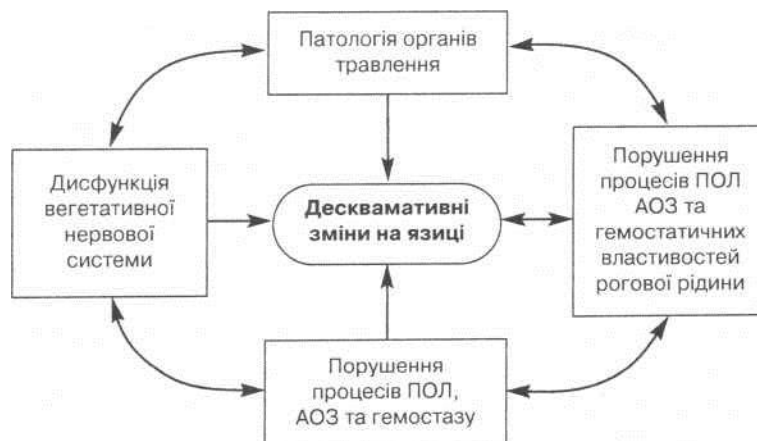 Патологія органів
травлення
Дисфункція
вегетативної
нервової
системи
Десквамативні
зміни на язиці
Порушення
процесів ПОЛ
АОЗ та
гемостатичних
властивостей
рогової рідини
Порушення
процесів ПОЛ,
АОЗ та гемостазу